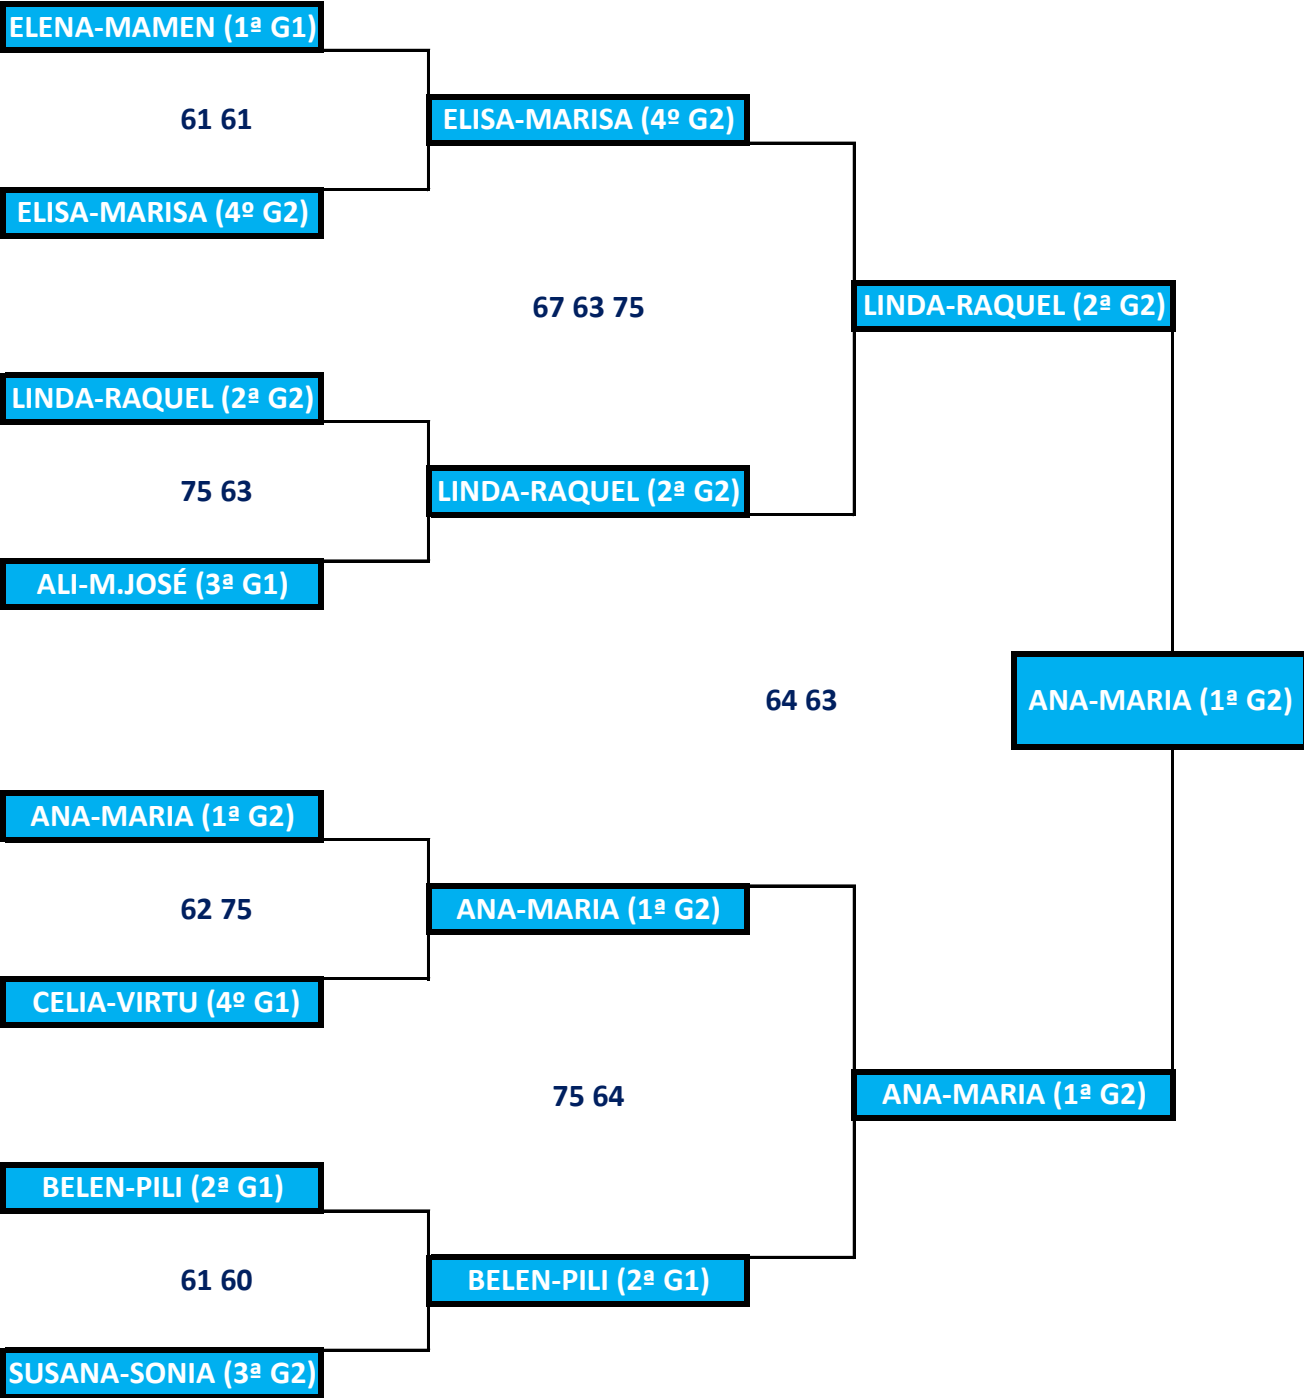 ELENA-MAMEN (1ª G1)
61 61
ELISA-MARISA (4º G2)
ELISA-MARISA (4º G2)
67 63 75
LINDA-RAQUEL (2ª G2)
LINDA-RAQUEL (2ª G2)
75 63
LINDA-RAQUEL (2ª G2)
ALI-M.JOSÉ (3ª G1)
64 63
ANA-MARIA (1ª G2)
ANA-MARIA (1ª G2)
62 75
ANA-MARIA (1ª G2)
CELIA-VIRTU (4º G1)
75 64
ANA-MARIA (1ª G2)
BELEN-PILI (2ª G1)
61 60
BELEN-PILI (2ª G1)
SUSANA-SONIA (3ª G2)